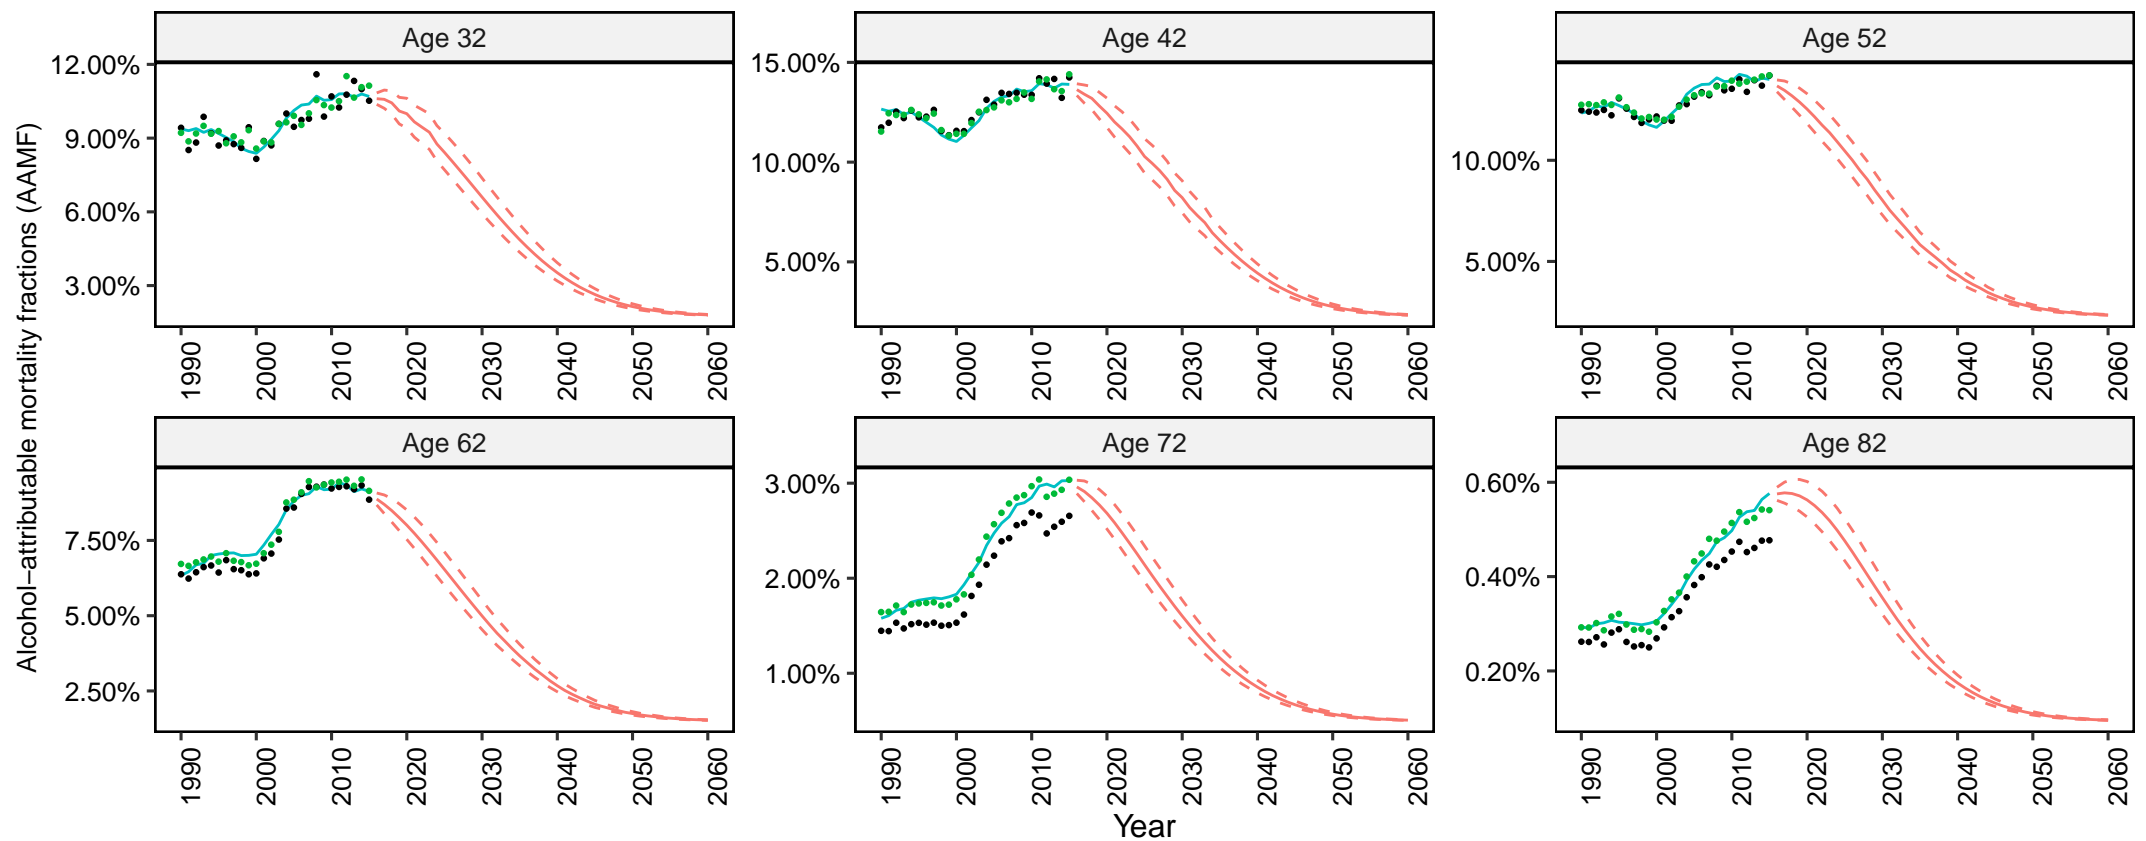 Alcohol−attributable mortality fractions (AAMF)
Age 32
12.00%
9.00%
6.00%
3.00%
1990 2000 2010 2020 2030 2040 2050 2060
Age 42
15.00%
10.00%
5.00%
1990 2000 2010 2020 2030 2040 2050 2060
Age 52
10.00%
5.00%
1990 2000 2010 2020 2030 2040 2050 2060
Age 62
7.50%
5.00%
2.50%
1990 2000 2010 2020 2030 2040 2050 2060
Age 72
3.00%
2.00%
1.00%
1990 2000 2010 2020 2030 2040 2050 2060
Age 82
0.60%
0.40%
0.20%
1990 2000 2010 2020 2030 2040 2050 2060
Year